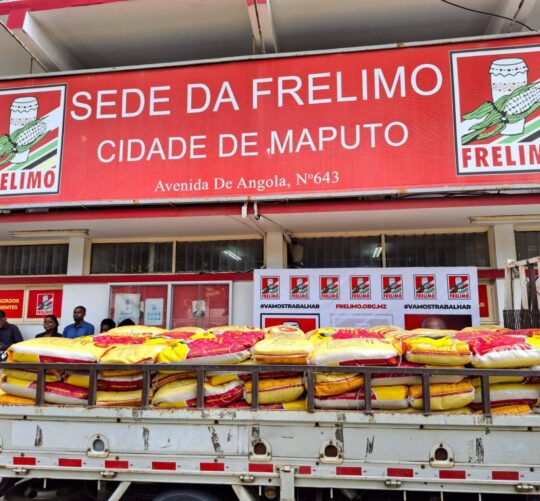 SEDE DA FRELIMO
CIDADE DE MAPUTO
Avenida De Angola, Nº643
FRELIMO
FRELIMO
#VAMOSTRABALHAR
FRELIMO.ORG.MZ
#VAMOSTRABALHAR